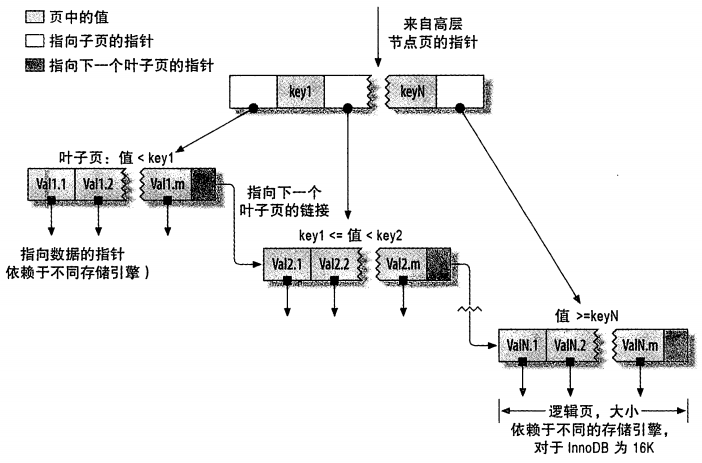 页中的值
指向子页的指针
指向下一个叶子页的指针
来自高层
节点页的指针
key1
keyN
叶子页：值 < key1
Val1.1
Val1.2
Val1.m
指向下一个
叶子页的链接
指向数据的指针
依赖于不同存储引擎）
key1 <= 值 < key2
Val2.1
Val2.2
Val2.m
值 >=keyN
ValN.1
ValN.2
ValN.m
逻辑页，大小
依赖于不同的存储引擎，
对于 InnoDB 为 16K